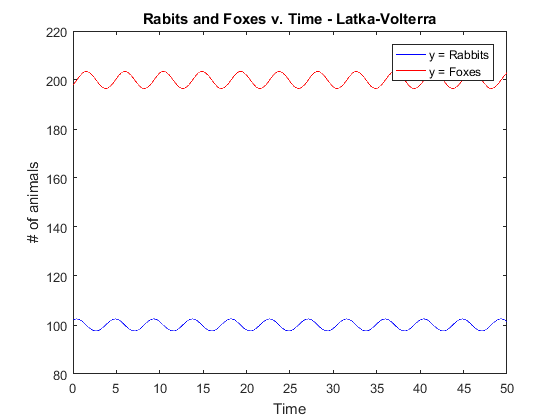 Rabits and Foxes v. Time - Latka-Volterra
220
200
180
160
140
120
100
80
# of animals
y = Rabbits
y = Foxes
0 5 10 15 20 25 30 35 40 45 50
Time